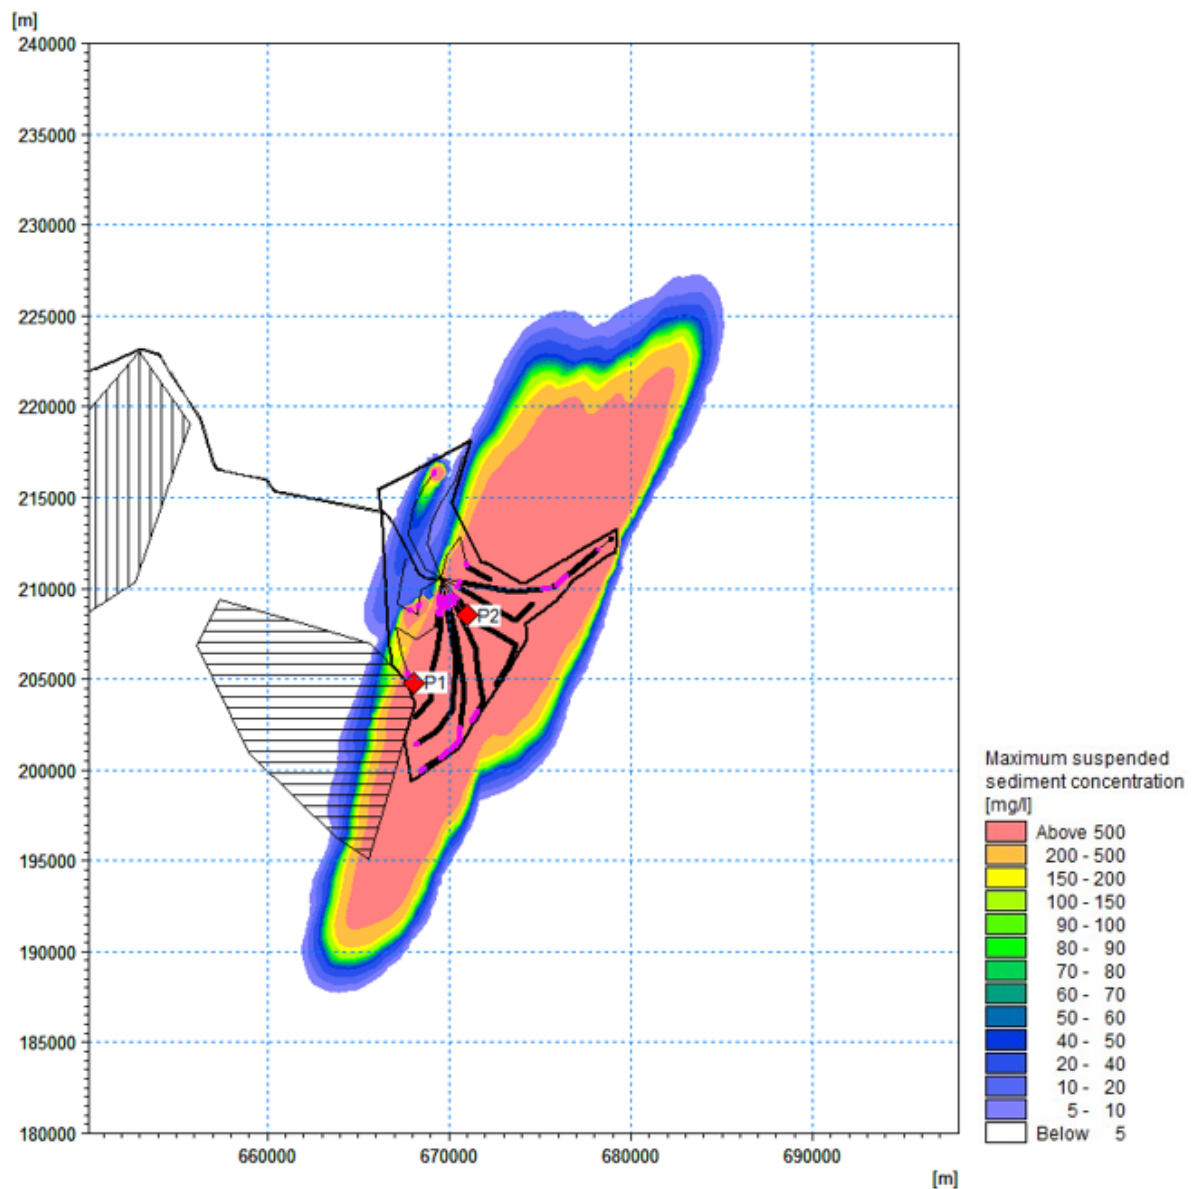 [m]
240000
235000
230000
225000
220000
215000
210000
205000
200000
195000
190000
185000
180000
660000
670000
680000
690000
[m]
P2
P1
Maximum suspended
sediment concentration
[mg/l]
Above 500
200 - 500
150 - 200
100 - 150
90 - 100
80 - 90
70 - 80
60 - 70
50 - 60
40 - 50
20 - 40
10 - 20
5 - 10
Below 5